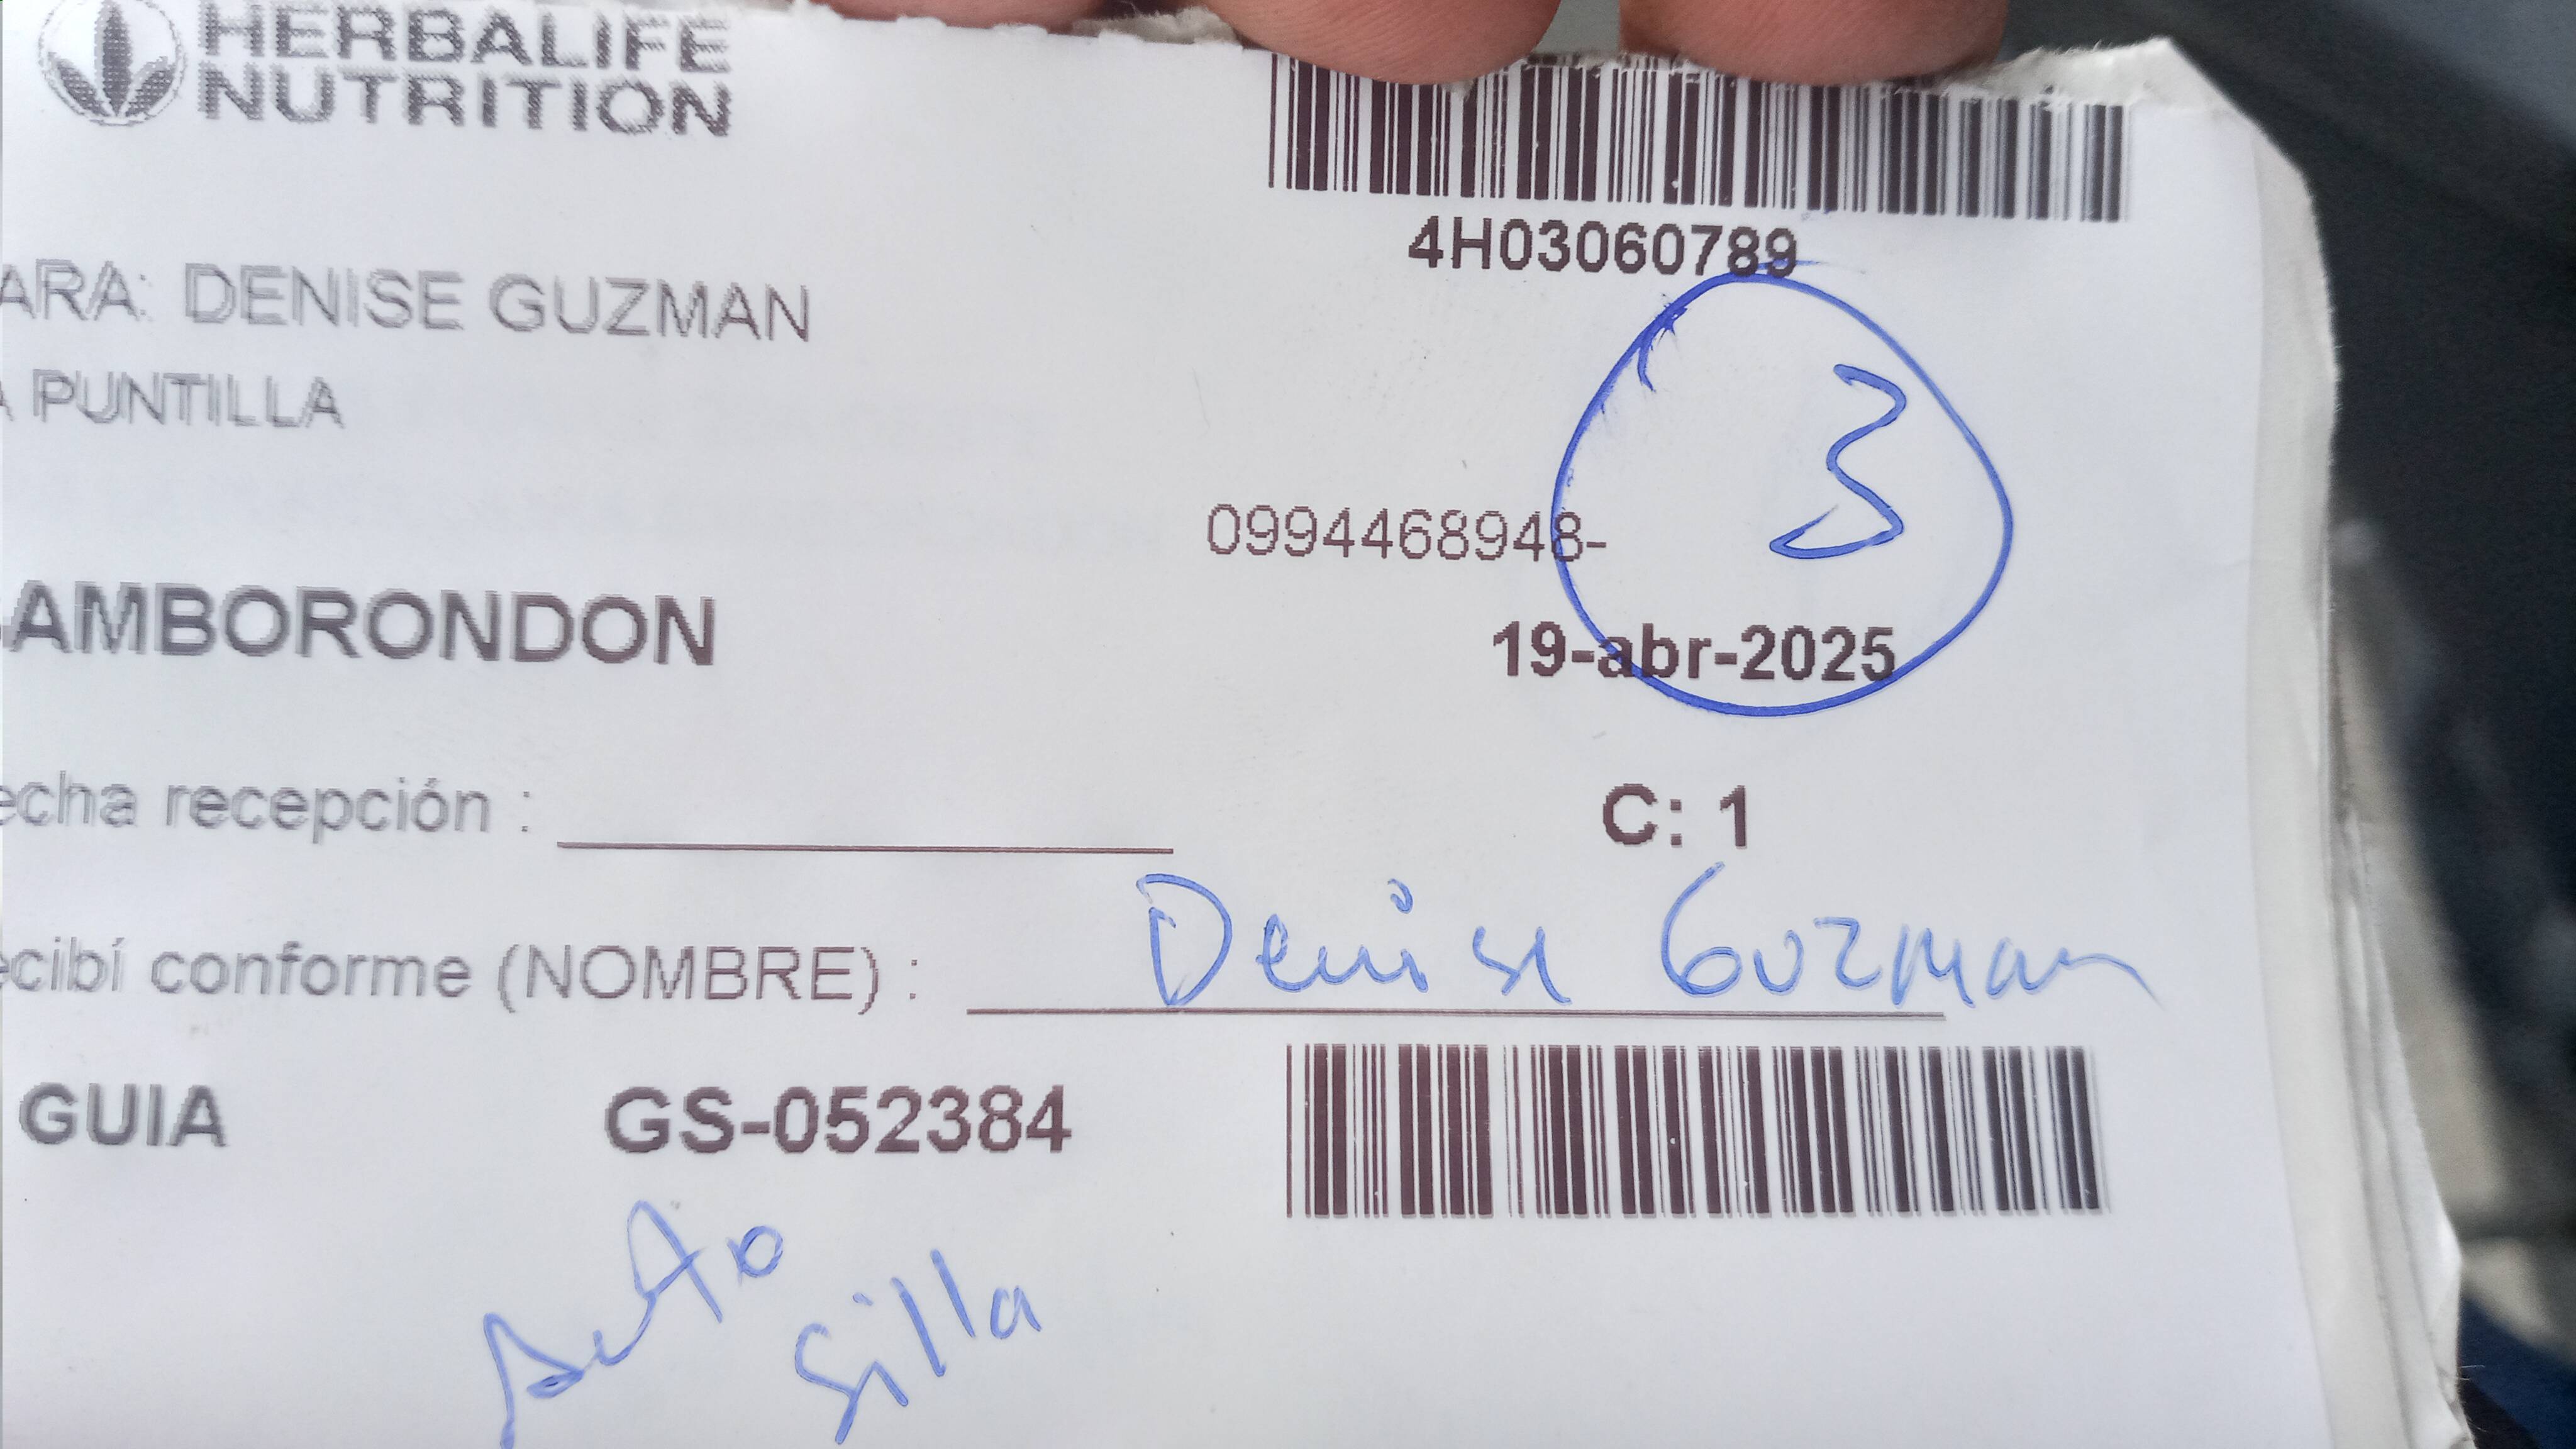 HERBALIFE
NUTRITION
4H03060789
ARA: DENISE GUZMAN
A PUNTILLA
3
0994468948-
AMBORONDON
19-abr-2025
echa recepción :
C: 1
ecibí conforme (NOMBRE) : Denise Guzman
GUIA GS-052384
Auto
Silla